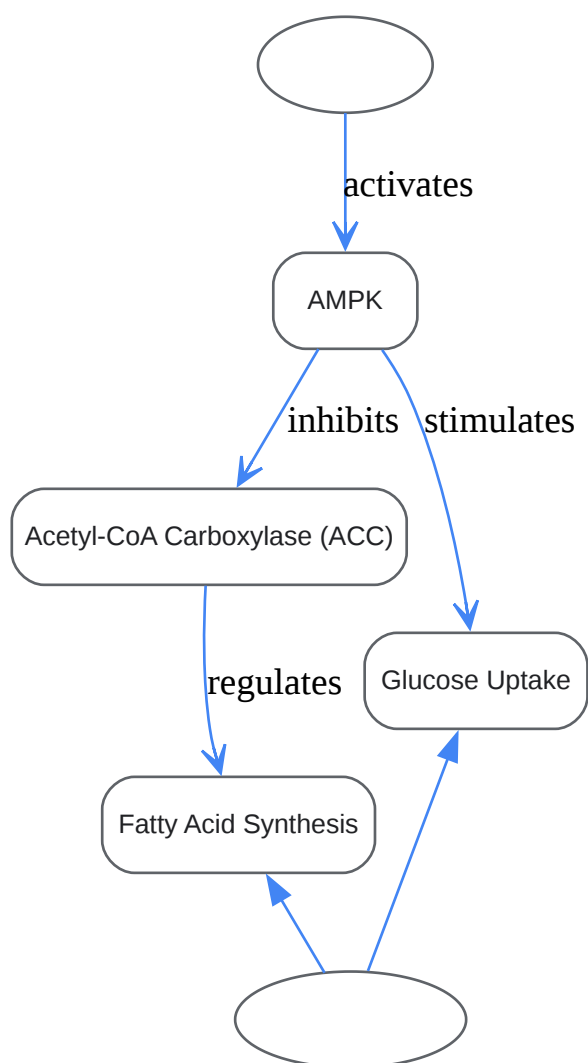 activates
AMPK
inhibits
stimulates
Acetyl-CoA Carboxylase (ACC)
regulates
Glucose Uptake
Fatty Acid Synthesis